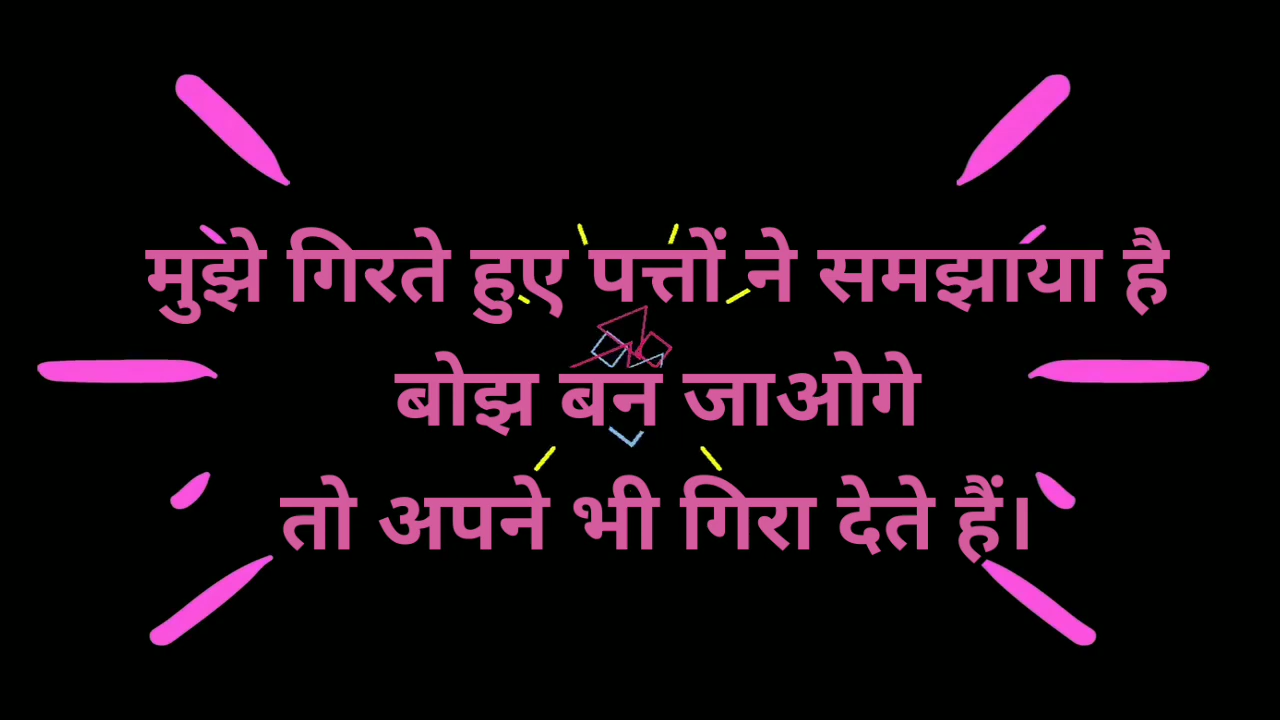 मुझे गिरते हुए पत्तों ने समझाया है
बोझ बन जाओगे
तो अपने भी गिरा देते हैं।